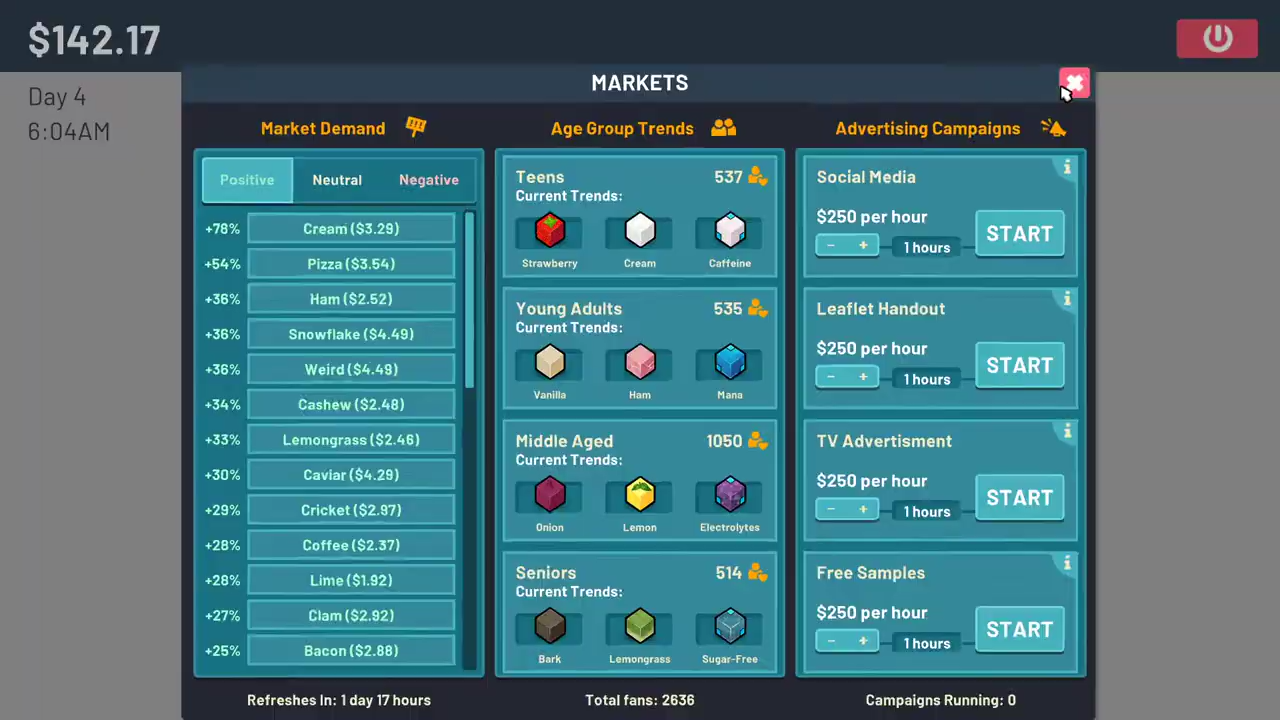 $142.17
Day 4
6:04AM
MARKETS
Market Demand
Positive Neutral Negative
+78% Cream ($3.29)
+54% Pizza ($3.54)
+36% Ham ($2.52)
+36% Snowflake ($4.49)
+36% Weird ($4.49)
+34% Cashew ($2.48)
+33% Lemongrass ($2.46)
+30% Caviar ($4.29)
+29% Cricket ($2.97)
+28% Coffee ($2.37)
+28% Lime ($1.92)
+27% Clam ($2.92)
+25% Bacon ($2.88)
Refreshes In: 1 day 17 hours
Age Group Trends
Teens 537
Current Trends:
Strawberry Cream Caffeine
Young Adults 535
Current Trends:
Vanilla Ham Mana
Middle Aged 1050
Current Trends:
Onion Lemon Electrolytes
Seniors 514
Current Trends:
Bark Lemongrass Sugar-Free
Total fans: 2636
Advertising Campaigns
Social Media i
$250 per hour
- + 1 hours START
Leaflet Handout i
$250 per hour
- + 1 hours START
TV Advertisment i
$250 per hour
- + 1 hours START
Free Samples i
$250 per hour
- + 1 hours START
Campaigns Running: 0